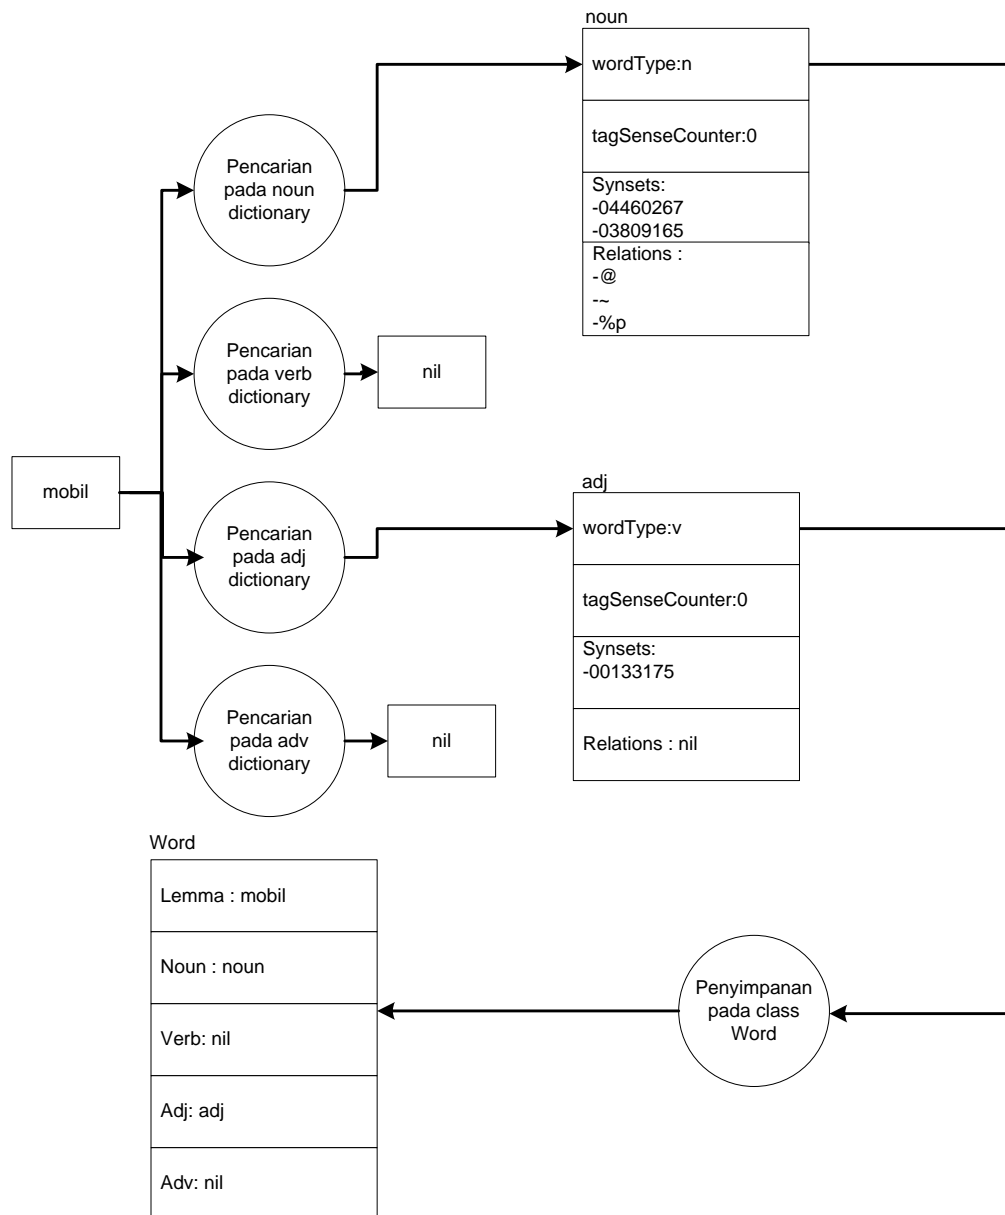 noun
wordType:n
tagSenseCounter:0
Synsets:
-04460267
-03809165
Relations :
-@
-~
-%p
Pencarian
pada noun
dictionary
Pencarian
pada verb
dictionary
nil
mobil
Pencarian
pada adj
dictionary
adj
wordType:v
tagSenseCounter:0
Synsets:
-00133175
Relations : nil
Pencarian
pada adv
dictionary
nil
Word
Lemma : mobil
Noun : noun
Verb: nil
Adj: adj
Adv: nil
Penyimpanan
pada class
Word